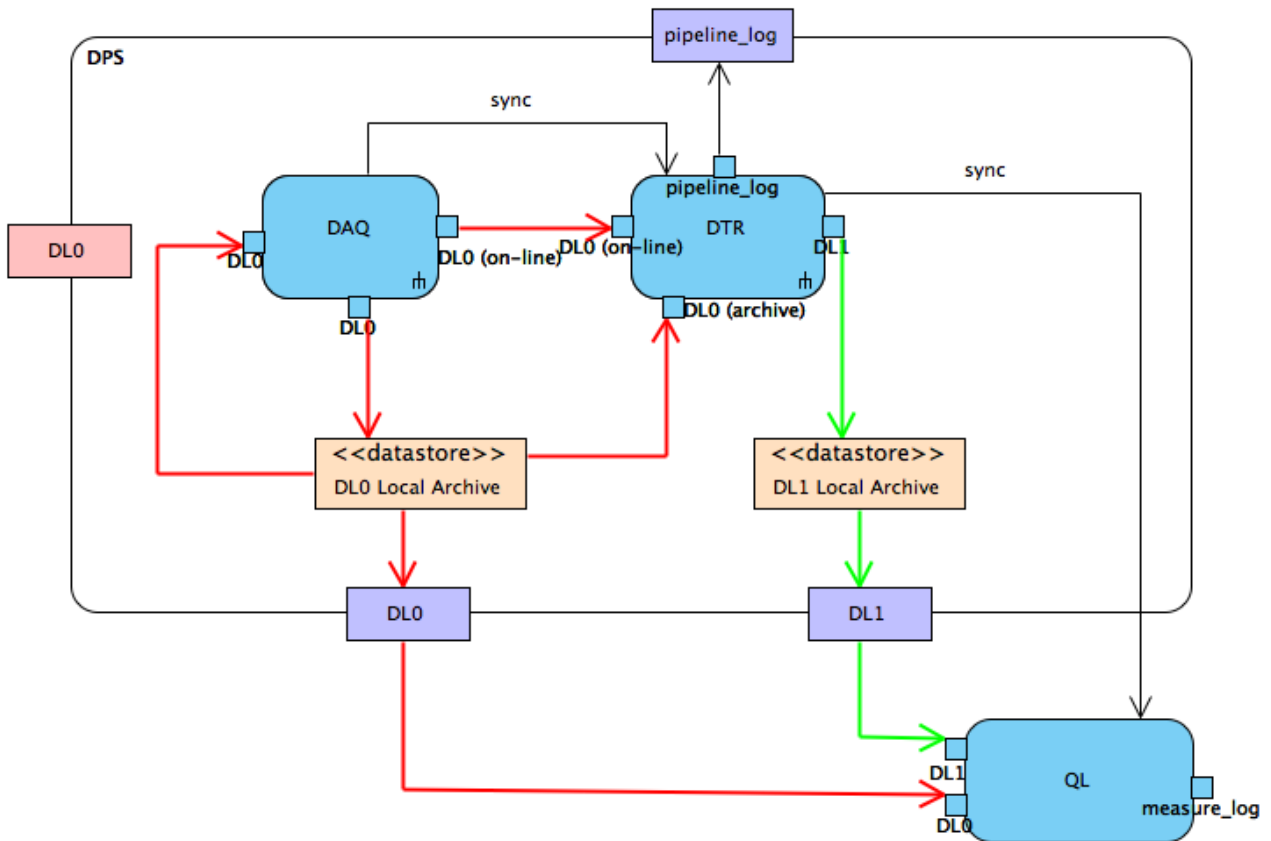 pipeline_log
DPS
sync
pipeline_log
sync
DAQ
DTR
DL0
DL0
DL0 (on-line)
DL0 (on-line)
DL1
DL0
DL0 (archive)
<<datastore>>
DL0 Local Archive
<<datastore>>
DL1 Local Archive
DL0
DL1
DL1
QL
measure_log
DL0